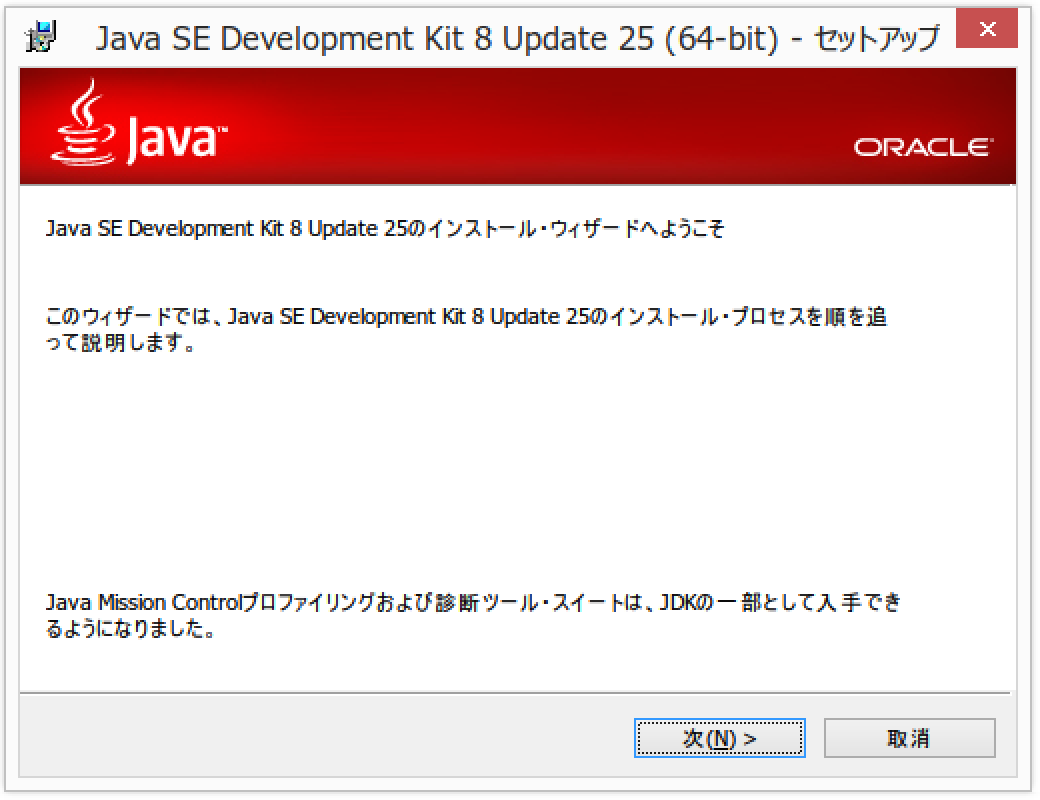 Java SE Development Kit 8 Update 25 (64-bit) - セットアップ
Java™
ORACLE
Java SE Development Kit 8 Update 25のインストール・ウィザードへようこそ
このウィザードでは、Java SE Development Kit 8 Update 25のインストール・プロセスを順を追
って説明します。
Java Mission Controlプロファイリングおよび診断ツール・スイートは、JDKの一部として入手でき
るようになりました。
次(N) >
取消